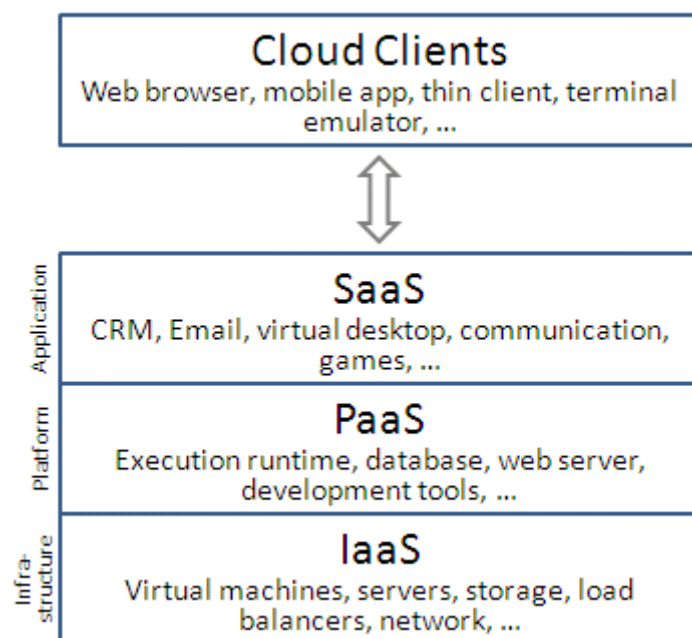 Cloud Clients
Web browser, mobile app, thin client, terminal
emulator, ...
Application
SaaS
CRM, Email, virtual desktop, communication,
games, ...
Platform
PaaS
Execution runtime, database, web server,
development tools, ...
Infra-
structure
IaaS
Virtual machines, servers, storage, load
balancers, network, ...